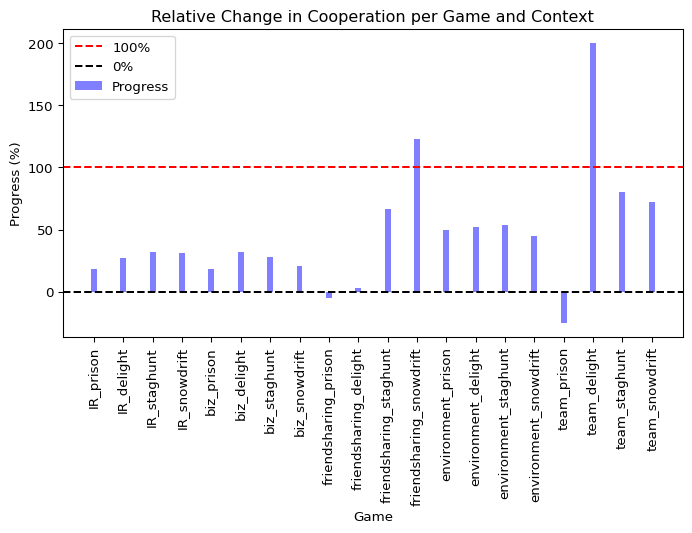 Relative Change in Cooperation per Game and Context
100%
0%
Progress
Progress (%)
200
150
100
50
0
IR_prison
IR_delight
IR_staghunt
IR_snowdrift
biz_prison
biz_delight
biz_staghunt
biz_snowdrift
friendsharing_prison
friendsharing_delight
friendsharing_staghunt
friendsharing_snowdrift
environment_prison
environment_delight
environment_staghunt
environment_snowdrift
team_prison
team_delight
team_staghunt
team_snowdrift
Game